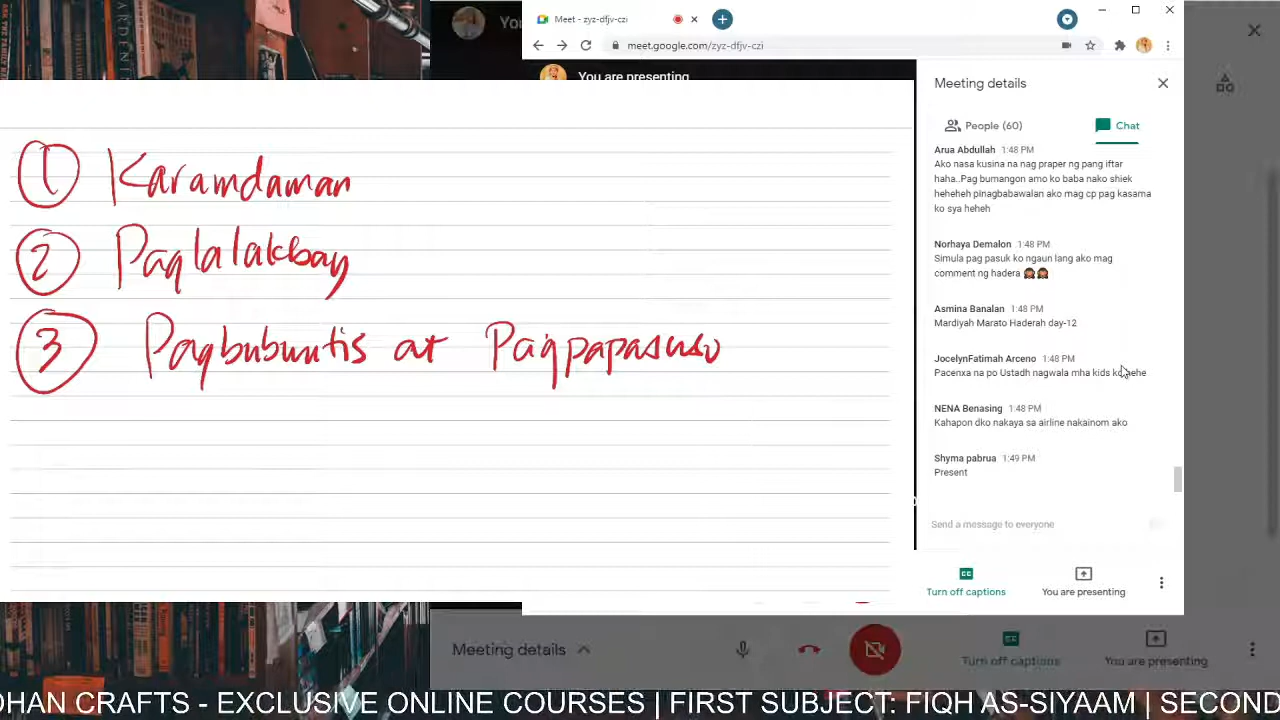 Meet - zyz-dfjv-czi
meet.google.com/zyz-dfjv-czi
You are presenting
Meeting details
People (60)
Chat
1 Karamdaman
2 Paglalakbay
3 Pagbubuntis at Pagpapasuso
Arua Abdullah 1:48 PM
Ako nasa kusina na nag praper ng pang iftar
haha..Pag bumangon amo ko baba nako shiek
heheheh pInagbabawalan ako mag cp pag kasama
ko sya heheh
Norhaya Demalon 1:48 PM
Simula pag pasuk ko ngaun lang ako mag
comment ng hadera
Asmina Banalan 1:48 PM
Mardiyah Marato Haderah day-12
JocelynFatimah Arceno 1:48 PM
Pacenxa na po Ustadh nagwala mha kids
NENA Benasing 1:48 PM
Kahapon dko nakaya sa airline nakainom ako
Shyma pabrua 1:49 PM
Present
Send a message to everyone
Turn off captions
You are presenting
Meeting details
Turn off captions
You are presenting
OHAN CRAFTS - EXCLUSIVE ONLINE COURSES | FIRST SUBJECT: FIQH AS-SIYAAM | SECOND